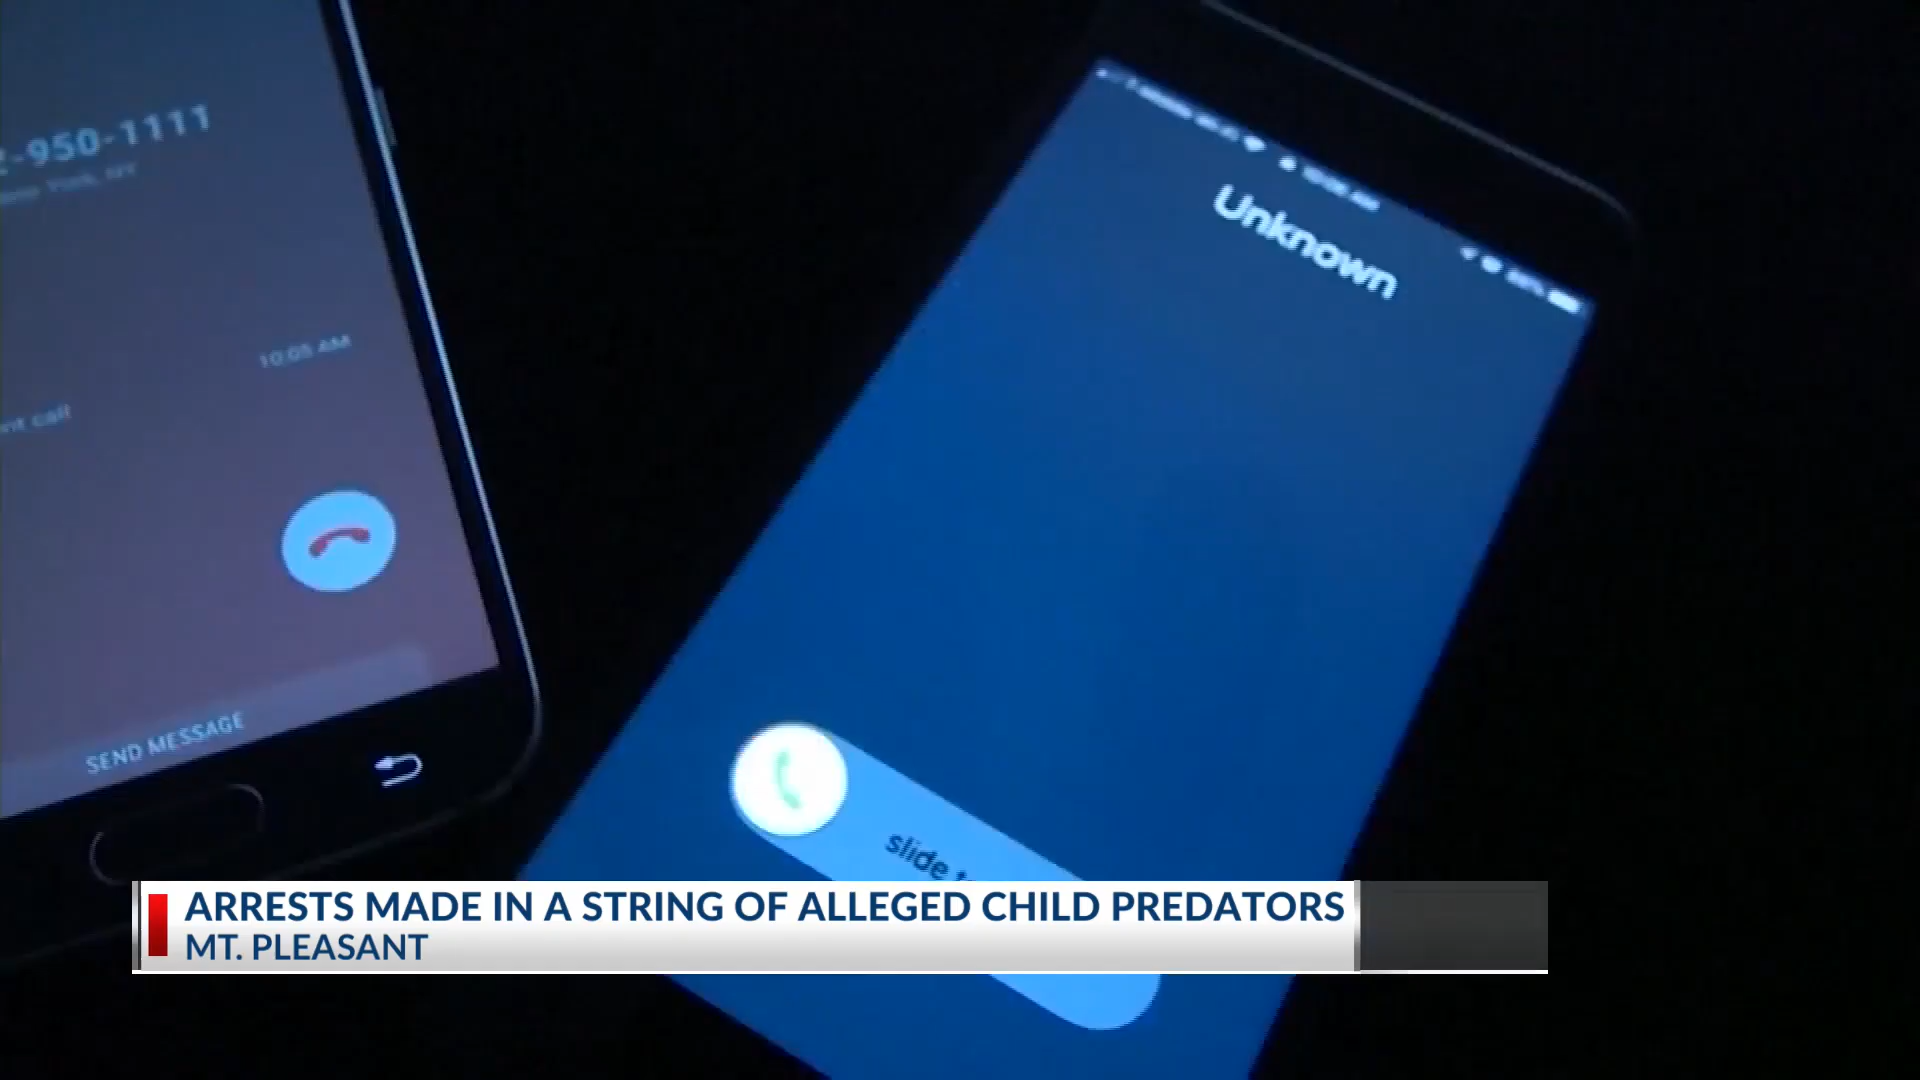 -950-1111
10:05 AM
call
SEND MESSAGE
Unknown
slide
ARRESTS MADE IN A STRING OF ALLEGED CHILD PREDATORS
MT. PLEASANT